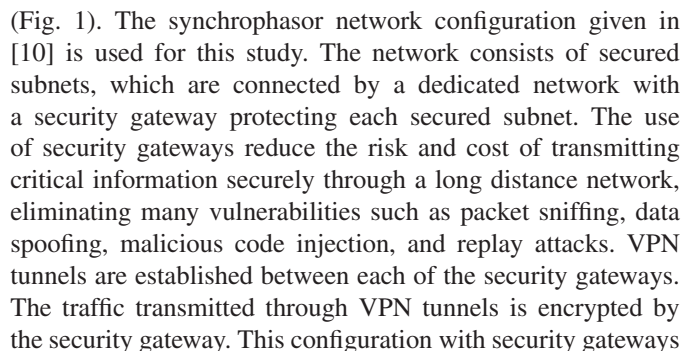 (Fig. 1). The synchrophasor network configuration given in
[10] is used for this study. The network consists of secured
subnets, which are connected by a dedicated network with
a security gateway protecting each secured subnet. The use
of security gateways reduce the risk and cost of transmitting
critical information securely through a long distance network,
eliminating many vulnerabilities such as packet sniffing, data
spoofing, malicious code injection, and replay attacks. VPN
tunnels are established between each of the security gateways.
The traffic transmitted through VPN tunnels is encrypted by
the security gateway. This configuration with security gateways